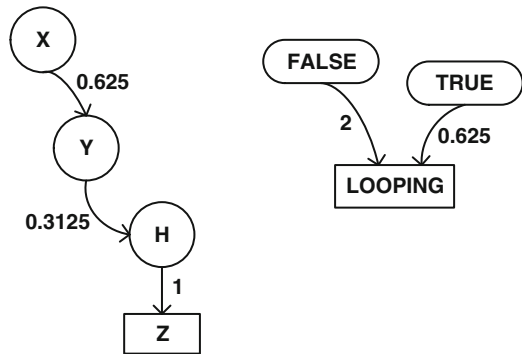 X
0.625
Y
0.3125
H
1
Z
FALSE
TRUE
2
0.625
LOOPING